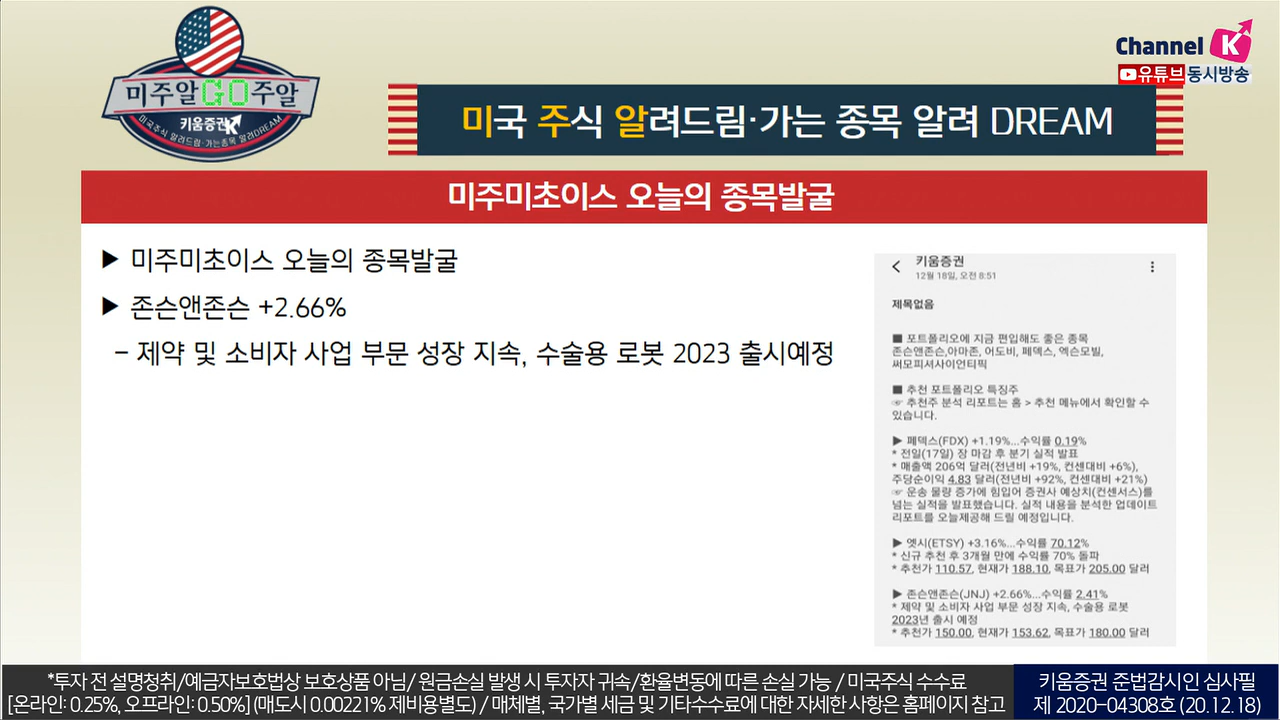 미주알GO주알
키움증권
미국주식 알려드림·가는종목 알려DREAM
Channel K
유튜브 동시방송
미국 주식 알려드림·가는 종목 알려 DREAM
미주미초이스 오늘의 종목발굴
▶ 미주미초이스 오늘의 종목발굴
▶ 존슨앤존슨 +2.66%
– 제약 및 소비자 사업 부문 성장 지속, 수술용 로봇 2023 출시예정
키움증권
12월 18일, 오전 8:51
제목없음
■ 포트폴리오에 지금 편입해도 좋은 종목
존슨앤존슨,아마존, 어도비, 페덱스, 엑슨모빌,
써모피셔사이언티픽
■ 추천 포트폴리오 특징주
☞ 추천주 분석 리포트는 홈 > 추천 메뉴에서 확인할 수
있습니다.
▶ 페덱스(FDX) +1.19%...수익률 0.19%
* 전일(17일) 장 마감 후 분기 실적 발표
* 매출액 206억 달러(전년비 +19%, 컨센대비 +6%),
주당순이익 4.83 달러(전년비 +92%, 컨센대비 +21%)
☞ 운송 물량 증가에 힘입어 증권사 예상치(컨센서스)를
넘는 실적을 발표했습니다. 실적 내용을 분석한 업데이트
리포트를 오늘제공해 드릴 예정입니다.
▶ 엣시(ETSY) +3.16%...수익률 70.12%
* 신규 추천 후 3개월 만에 수익률 70% 돌파
* 추천가 110.57, 현재가 188.10, 목표가 205.00 달러
▶ 존슨앤존슨(JNJ) +2.66%...수익률 2.41%
* 제약 및 소비자 사업 부문 성장 지속, 수술용 로봇
2023년 출시 예정
* 추천가 150.00, 현재가 153.62, 목표가 180.00 달러
*투자 전 설명청취/예금자보호법상 보호상품 아님/ 원금손실 발생 시 투자자 귀속/환율변동에 따른 손실 가능 / 미국주식 수수료
[온라인: 0.25%, 오프라인: 0.50%] (매도시 0.00221% 제비용별도) / 매체별, 국가별 세금 및 기타수수료에 대한 자세한 사항은 홈페이지 참고
키움증권 준법감시인 심사필
제 2020-04308호 (20.12.18)